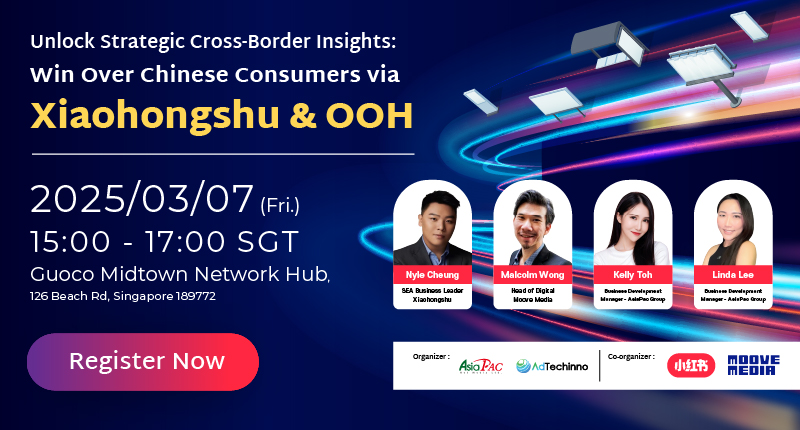 Unlock Strategic Cross-Border Insights:
Win Over Chinese Consumers via
Xiaohongshu & OOH
2025/03/07 (Fri.)
15:00 - 17:00 SGT
Guoco Midtown Network Hub,
126 Beach Rd, Singapore 189772
Register Now
Nyle Cheung
SEA Business Leader
Xiaohongshu
Malcolm Wong
Head of Digital
Moove Media
Kelly Toh
Business Development
Manager - AsiaPac Group
Linda Lee
Business Development
Manager - AsiaPac Group
Organizer :
AsiaPAC
AdTechinno
Co-organizer :
小红书
MOOVE
MEDIA